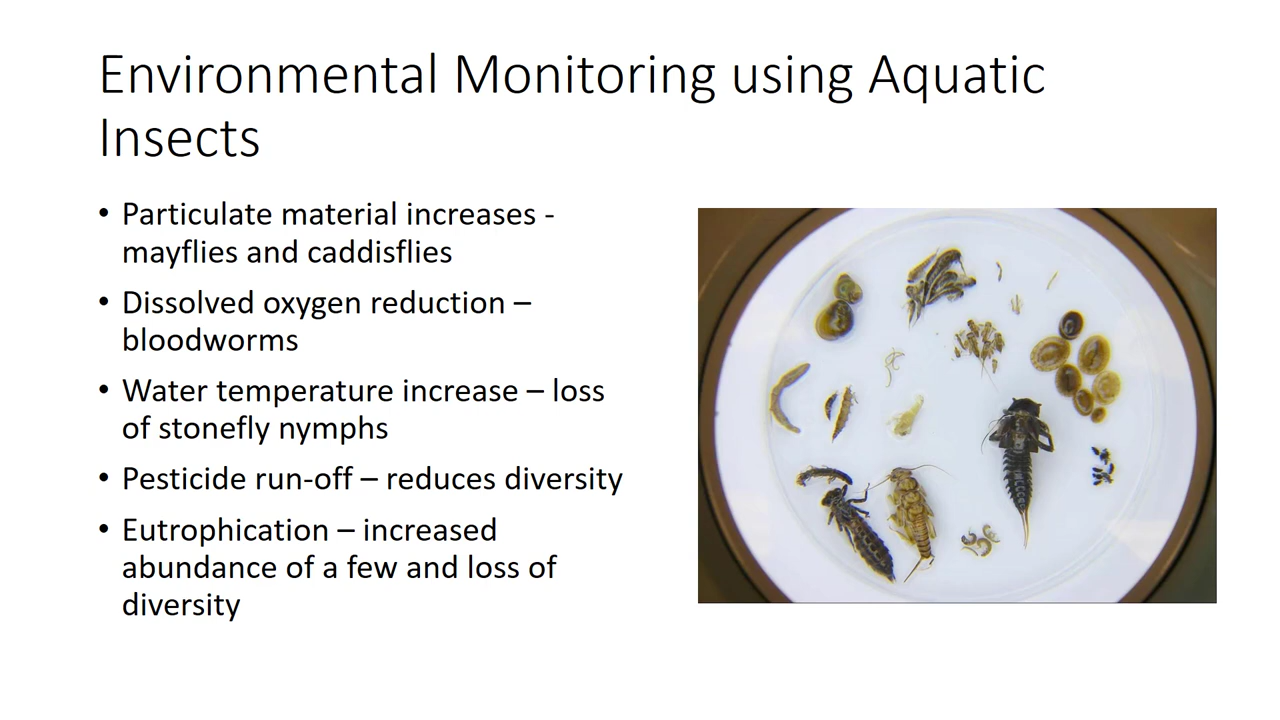 Environmental Monitoring using Aquatic
Insects
• Particulate material increases -
mayflies and caddisflies
• Dissolved oxygen reduction –
bloodworms
• Water temperature increase – loss
of stonefly nymphs
• Pesticide run-off – reduces diversity
• Eutrophication – increased
abundance of a few and loss of
diversity